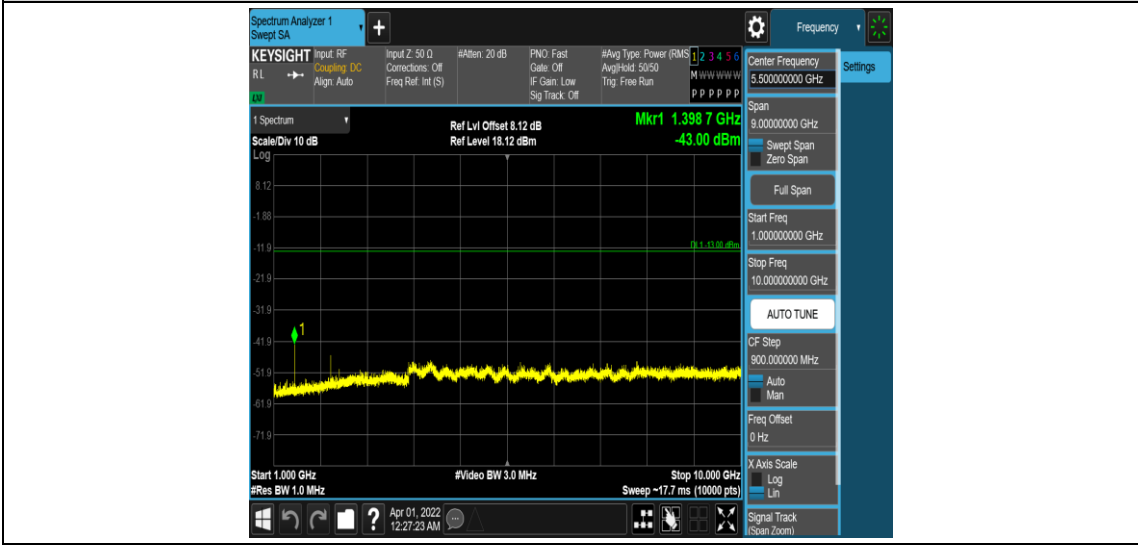 Spectrum Analyzer 1
Swept SA
+
Frequency
KEYSIGHT
RL
LXI
Input: RF
Coupling: DC
Align: Auto
Input Z: 50 Ω
Corrections: Off
Freq Ref: Int (S)
#Atten: 20 dB
PNO: Fast
Gate: Off
IF Gain: Low
Sig Track: Off
#Avg Type: Power (RMS
Avg|Hold: 50/50
Trig: Free Run
1 2 3 4 5 6
M W W W W W
P P P P P P
1 Spectrum
Scale/Div 10 dB
Log
Ref Lvl Offset 8.12 dB
Ref Level 18.12 dBm
Mkr1 1.398 7 GHz
-43.00 dBm
8.12
-1.88
-11.9
DL1 -13.00 dBm
-21.9
-31.9
1
-41.9
-51.9
-61.9
-71.9
Start 1.000 GHz
#Video BW 3.0 MHz
Stop 10.000 GHz
#Res BW 1.0 MHz
Sweep ~17.7 ms (10000 pts)
?
Apr 01, 2022
12:27:23 AM
Center Frequency
5.500000000 GHz
Settings
Span
9.00000000 GHz
Swept Span
Zero Span
Full Span
Start Freq
1.000000000 GHz
Stop Freq
10.000000000 GHz
AUTO TUNE
CF Step
900.000000 MHz
Auto
Man
Freq Offset
0 Hz
X Axis Scale
Log
Lin
Signal Track
(Span Zoom)